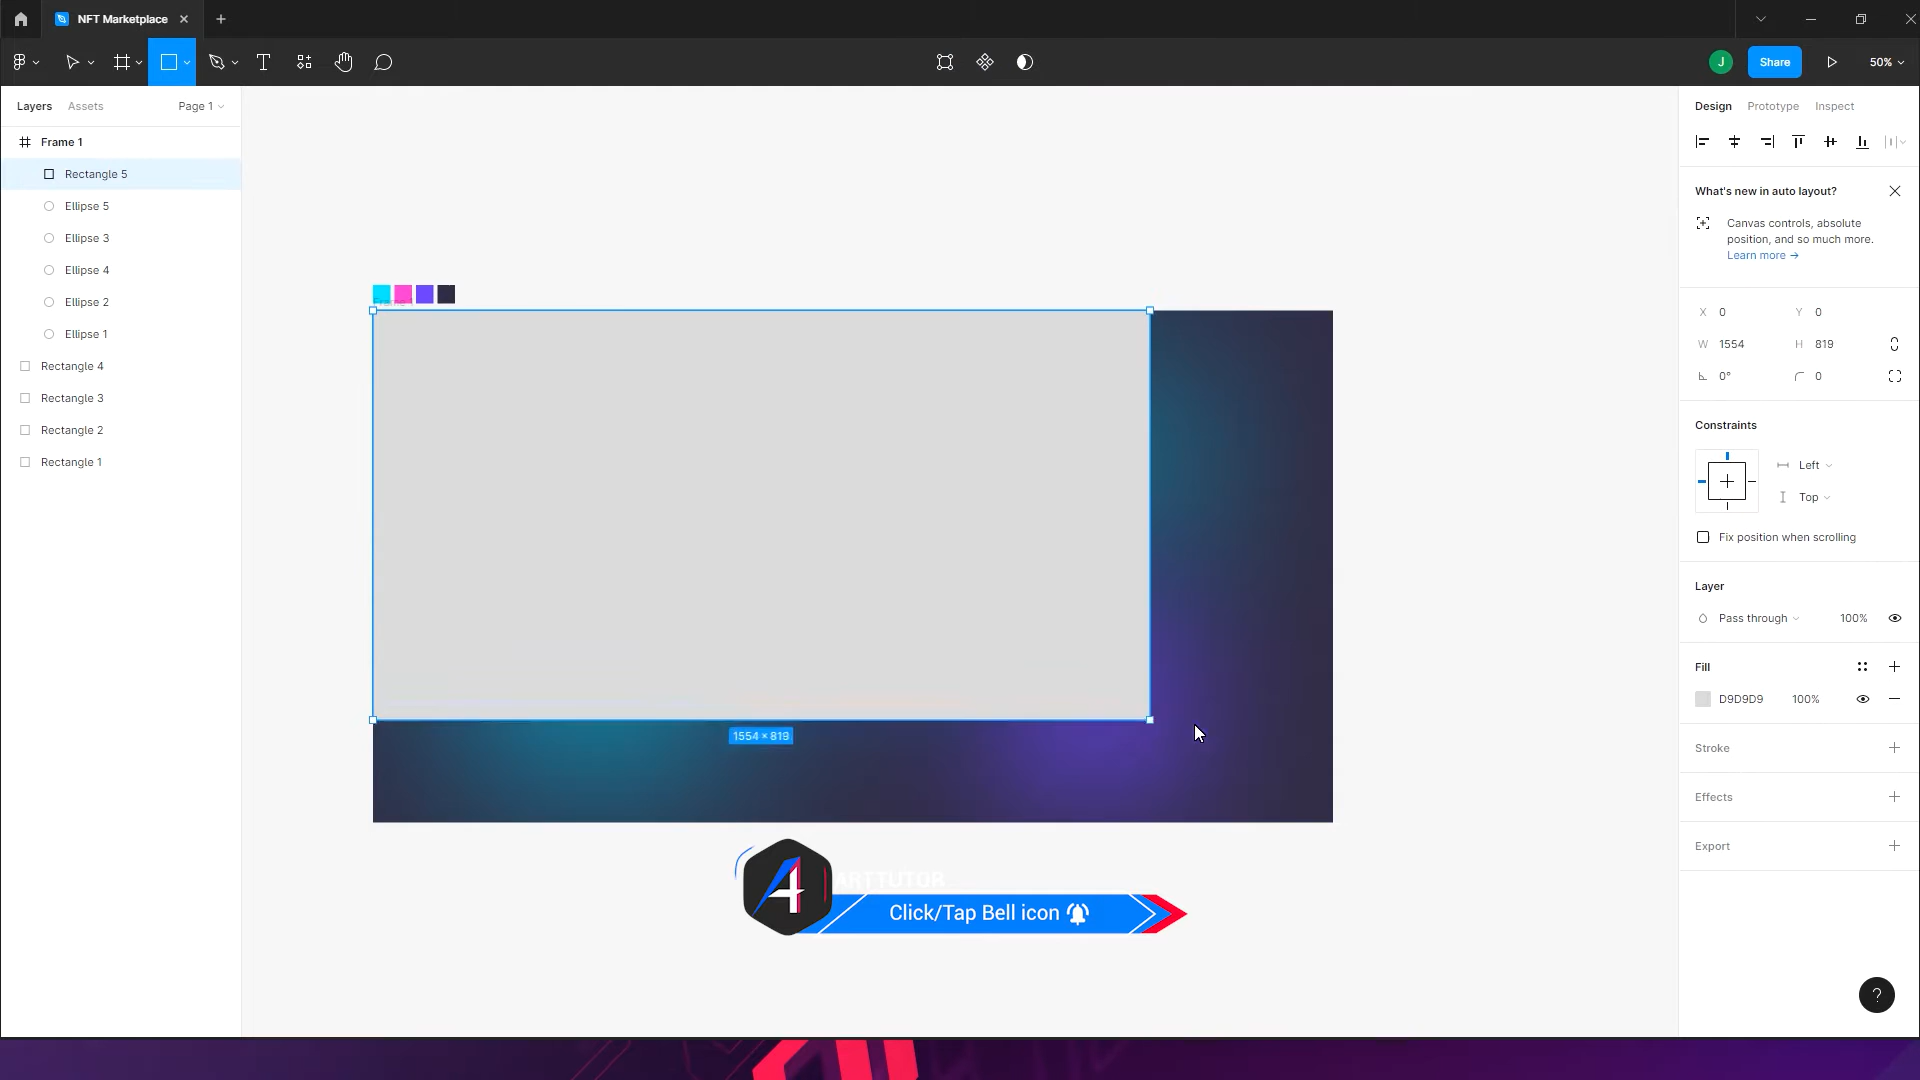 NFT Marketplace
Share
50%
J
Layers
Assets
Page 1
Frame 1
Rectangle 5
Ellipse 5
Ellipse 3
Ellipse 4
Ellipse 2
Ellipse 1
Rectangle 4
Rectangle 3
Rectangle 2
Rectangle 1
Frame 1
1554 × 819
ARTTUTOR
Click/Tap Bell icon
Design
Prototype
Inspect
What's new in auto layout?
Canvas controls, absolute
position, and so much more.
Learn more →
X 0 Y 0
W 1554 H 819
0° 0
Constraints
Left
Top
Fix position when scrolling
Layer
Pass through 100%
Fill
D9D9D9 100%
Stroke
Effects
Export
?